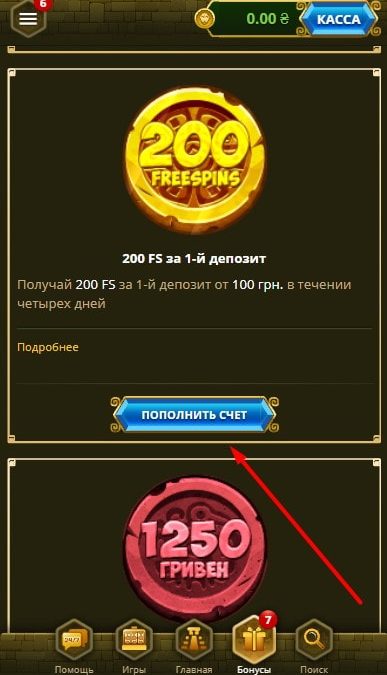 6
0.00 ₴
КАССА
200
FREESPINS
200 FS за 1-й депозит
Получай 200 FS за 1-й депозит от 100 грн. в течении
четырех дней
Подробнее
ПОПОЛНИТЬ СЧЕТ
1250
ГРИВЕН
24/7
7
Помощь
Игры
Главная
Бонусы
Поиск